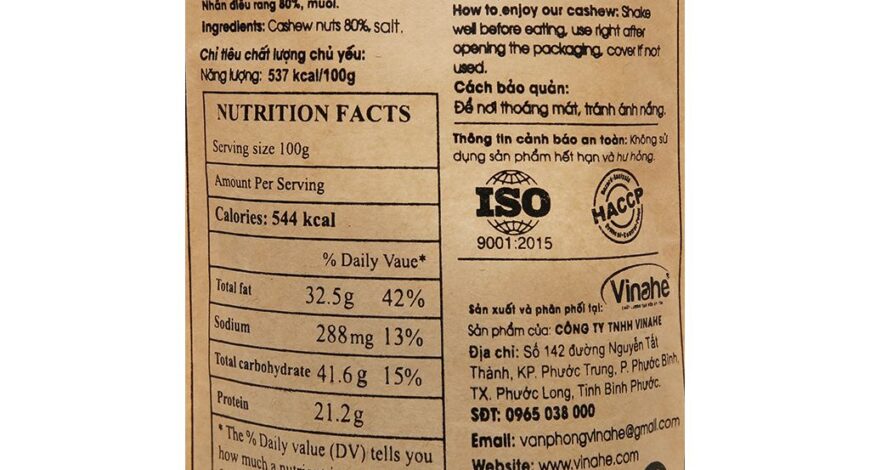 Nhân điều rang 80%, muối.
Ingredients: Cashew nuts 80%, salt.
Chỉ tiêu chất lượng chủ yếu:
Năng lượng: 537 kcal/100g
NUTRITION FACTS
Serving size 100g
Amount Per Serving
Calories: 544 kcal
% Daily Vaue*
Total fat 32.5g 42%
Sodium 288mg 13%
Total carbohydrate 41.6g 15%
Protein 21.2g
* The % Daily value (DV) tells you
how much a
How to enjoy our cashew: Shake
well before eating, use right after
opening the packaging, cover if not
used.
Cách bảo quản:
Để nơi thoáng mát, tránh ánh nắng.
Thông tin cảnh báo an toàn: Không sử
dụng sản phẩm hết hạn và hư hỏng.
ISO
9001:2015
HACCP
Vinahe
Sản xuất và phân phối tại:
Sản phẩm của: CÔNG TY TNHH VINAHE
Địa chỉ: Số 142 đường Nguyễn Tất
Thành, KP. Phước Trung, P. Phước Bình,
TX. Phước Long, Tỉnh Bình Phước.
SĐT: 0965 038 000
Email: vanphongvinahe@gmail.com
Website: www.vinahe.com